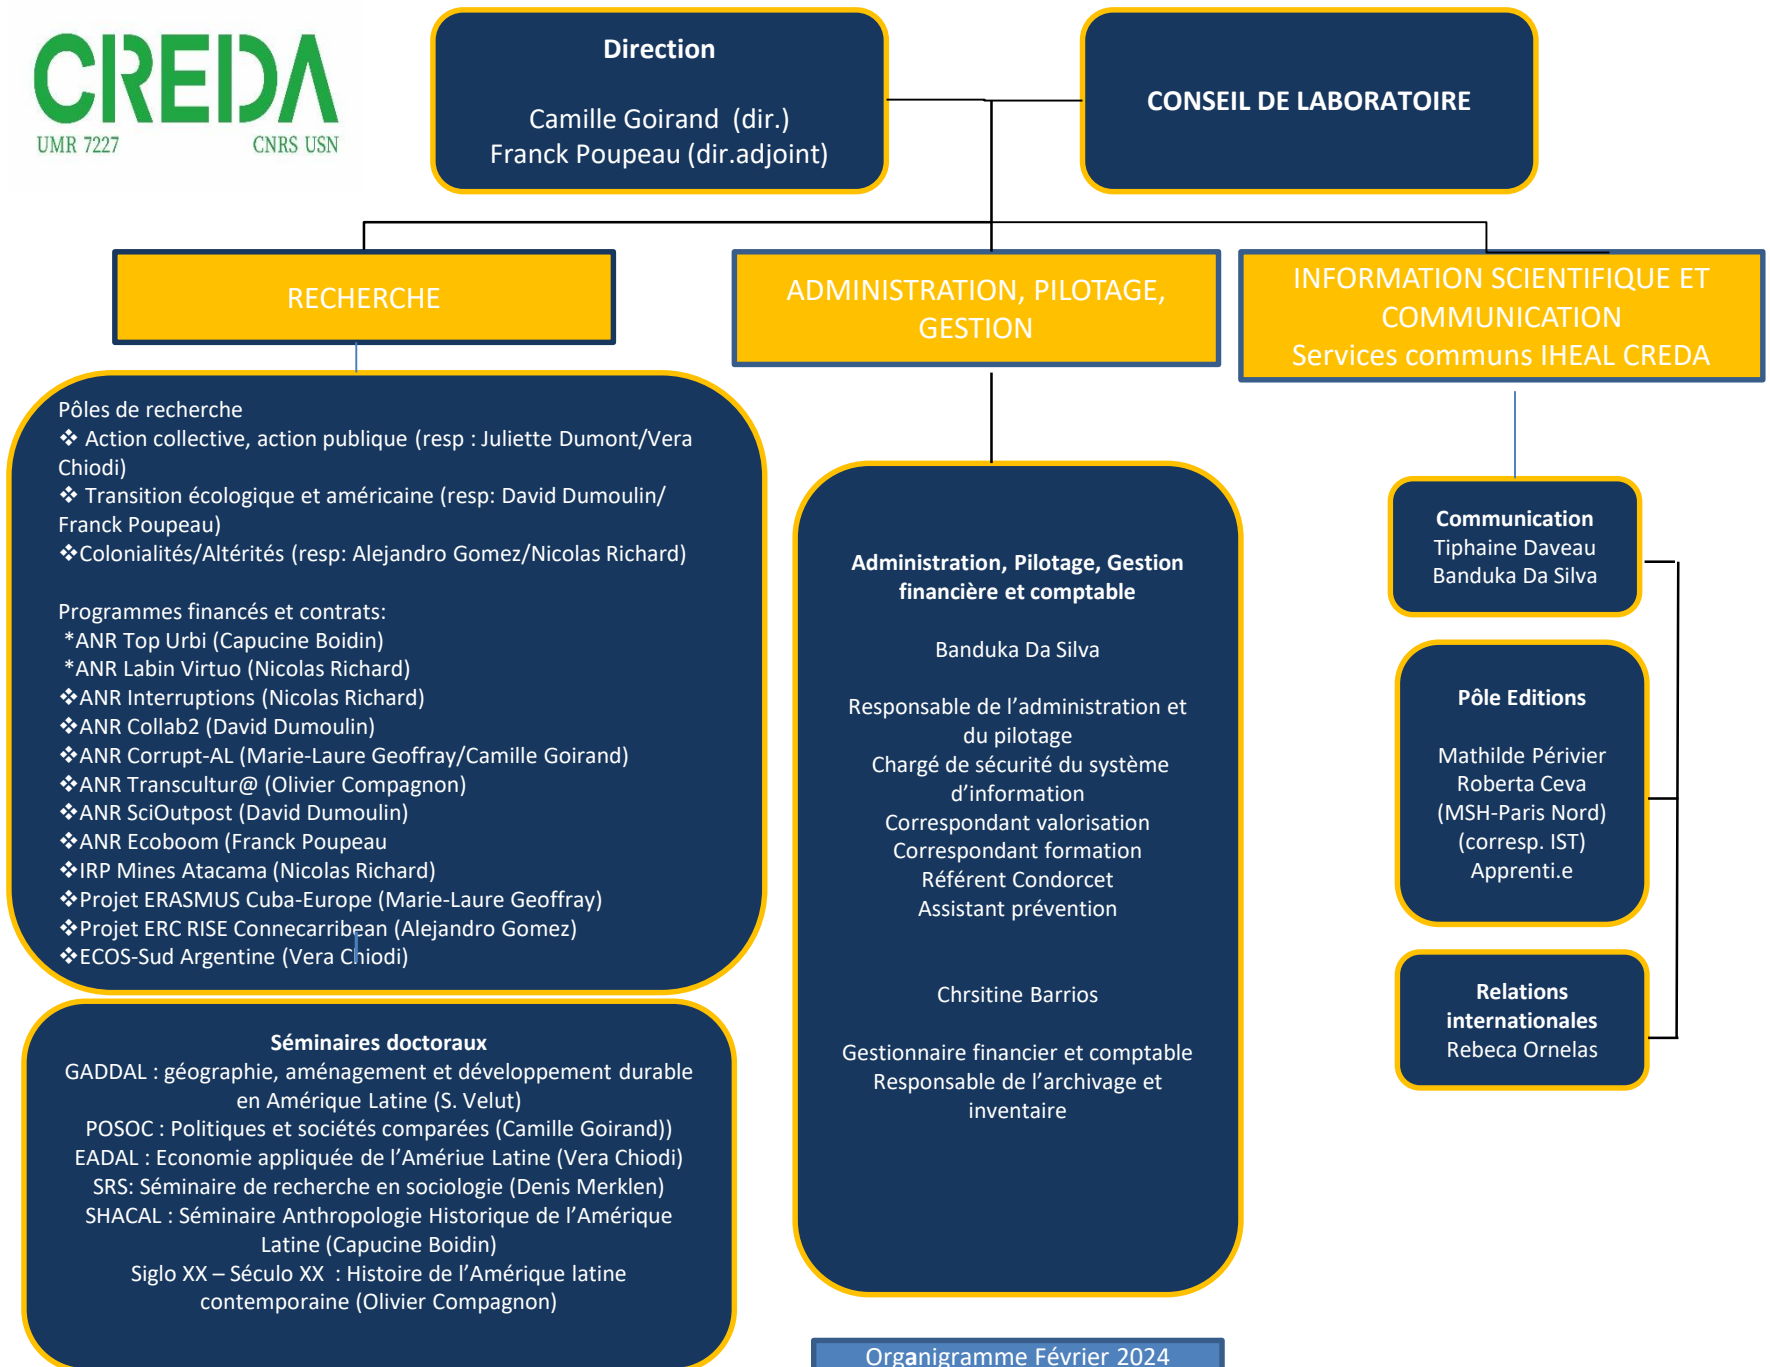 CREDA
UMR 7227 CNRS USN
Direction
Camille Goirand (dir.)
Franck Poupeau (dir.adjoint)
CONSEIL DE LABORATOIRE
RECHERCHE
ADMINISTRATION, PILOTAGE,
GESTION
INFORMATION SCIENTIFIQUE ET
COMMUNICATION
Services communs IHEAL CREDA
Pôles de recherche
❖ Action collective, action publique (resp : Juliette Dumont/Vera
Chiodi)
❖ Transition écologique et américaine (resp: David Dumoulin/
Franck Poupeau)
❖Colonialités/Altérités (resp: Alejandro Gomez/Nicolas Richard)
Programmes financés et contrats:
*ANR Top Urbi (Capucine Boidin)
*ANR Labin Virtuo (Nicolas Richard)
❖ANR Interruptions (Nicolas Richard)
❖ANR Collab2 (David Dumoulin)
❖ANR Corrupt-AL (Marie-Laure Geoffray/Camille Goirand)
❖ANR Transcultur@ (Olivier Compagnon)
❖ANR SciOutpost (David Dumoulin)
❖ANR Ecoboom (Franck Poupeau
❖IRP Mines Atacama (Nicolas Richard)
❖Projet ERASMUS Cuba-Europe (Marie-Laure Geoffray)
❖Projet ERC RISE Connecarribean (Alejandro Gomez)
❖ECOS-Sud Argentine (Vera Chiodi)
Séminaires doctoraux
GADDAL : géographie, aménagement et développement durable
en Amérique Latine (S. Velut)
POSOC : Politiques et sociétés comparées (Camille Goirand))
EADAL : Economie appliquée de l’Amériue Latine (Vera Chiodi)
SRS: Séminaire de recherche en sociologie (Denis Merklen)
SHACAL : Séminaire Anthropologie Historique de l’Amérique
Latine (Capucine Boidin)
Siglo XX – Século XX : Histoire de l’Amérique latine
contemporaine (Olivier Compagnon)
Administration, Pilotage, Gestion
financière et comptable
Banduka Da Silva
Responsable de l’administration et
du pilotage
Chargé de sécurité du système
d’information
Correspondant valorisation
Correspondant formation
Référent Condorcet
Assistant prévention
Chrsitine Barrios
Gestionnaire financier et comptable
Responsable de l’archivage et
inventaire
Communication
Tiphaine Daveau
Banduka Da Silva
Pôle Editions
Mathilde Périvier
Roberta Ceva
(MSH-Paris Nord)
(corresp. IST)
Apprenti.e
Relations
internationales
Rebeca Ornelas
Organigramme Février 2024